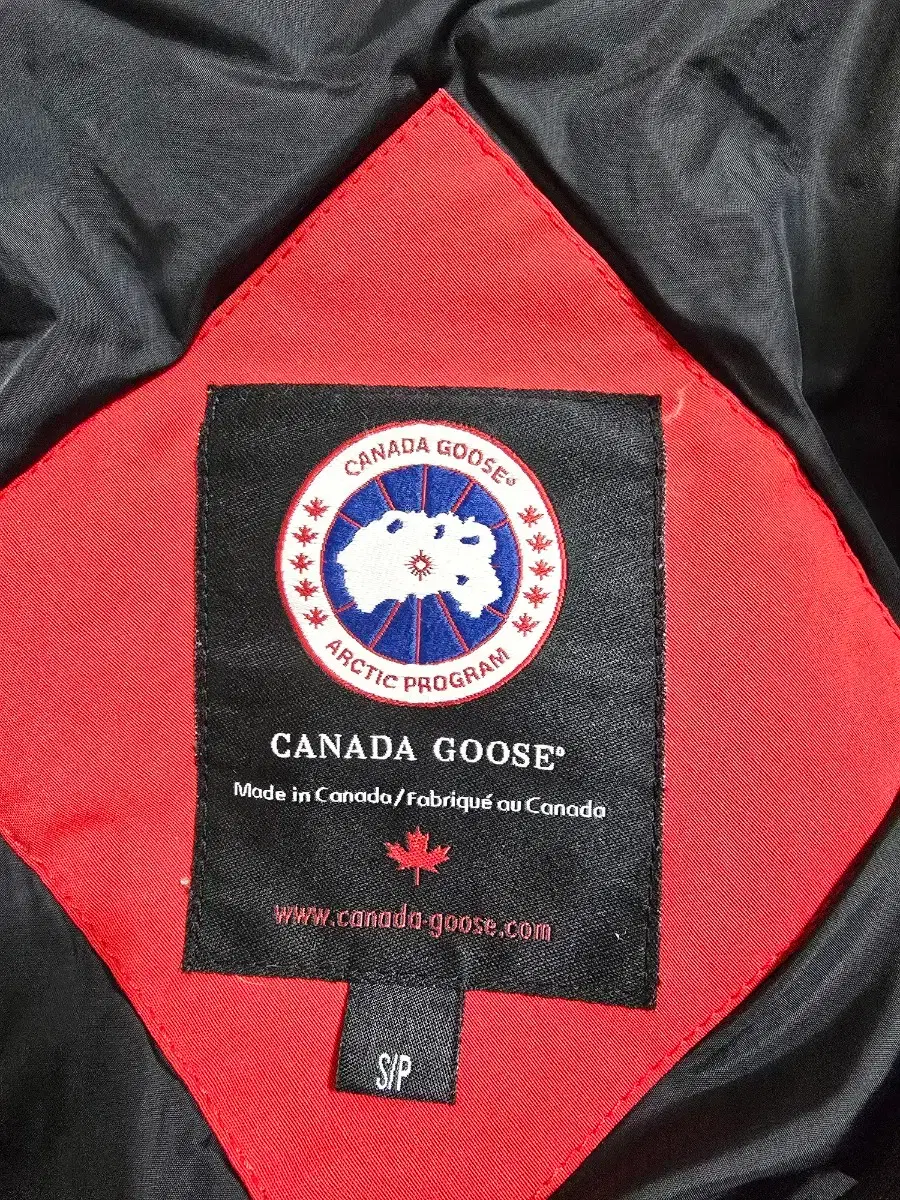 CANADA GOOSE®
ARCTIC PROGRAM
CANADA GOOSE®
Made in Canada/Fabriqué au Canada
www.canada-goose.com
S/P